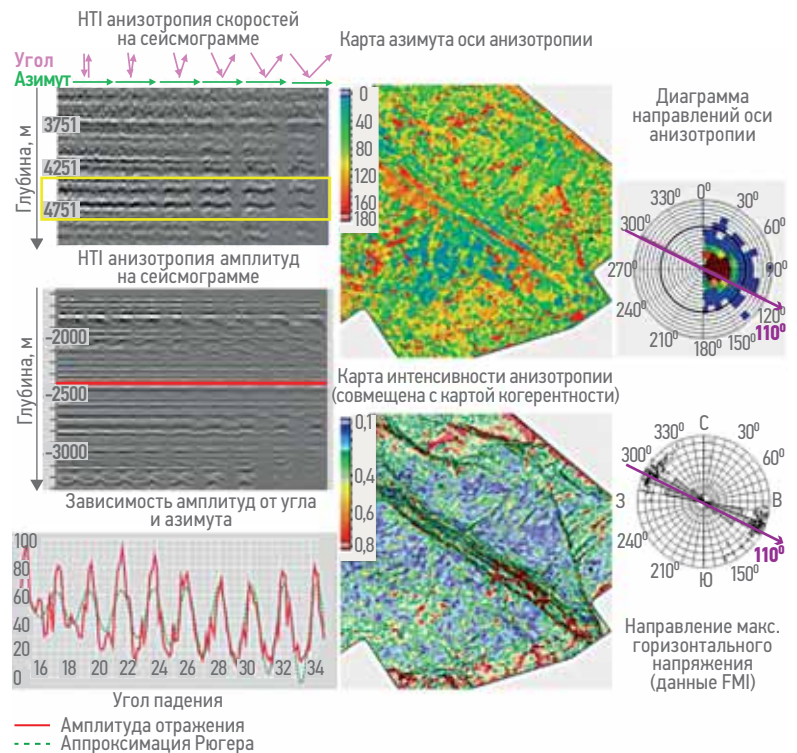 HTI анизотропия скоростей
на сейсмограмме
Угол
Азимут
Глубина, м
3751
4251
4751
HTI анизотропия амплитуд
на сейсмограмме
Глубина, м
–2000
–2500
–3000
Зависимость амплитуд от угла
и азимута
100
80
60
40
20
0
16 18 20 22 24 26 28 30 32 34
Угол падения
Амплитуда отражения
Аппроксимация Рюгера
Карта азимута оси анизотропии
0
20
40
80
120
160
180
Карта интенсивности анизотропии
(совмещена с картой когерентности)
0,1
0,4
0,6
0,8
Диаграмма
направлений оси
анизотропии
0⁰
30⁰
60⁰
90⁰
120⁰
110⁰
150⁰
180⁰
210⁰
240⁰
270⁰
300⁰
330⁰
С
30⁰
60⁰
В
110⁰
150⁰
Ю
210⁰
240⁰
З
300⁰
330⁰
Направление макс.
горизонтального
напряжения
(данные FMI)